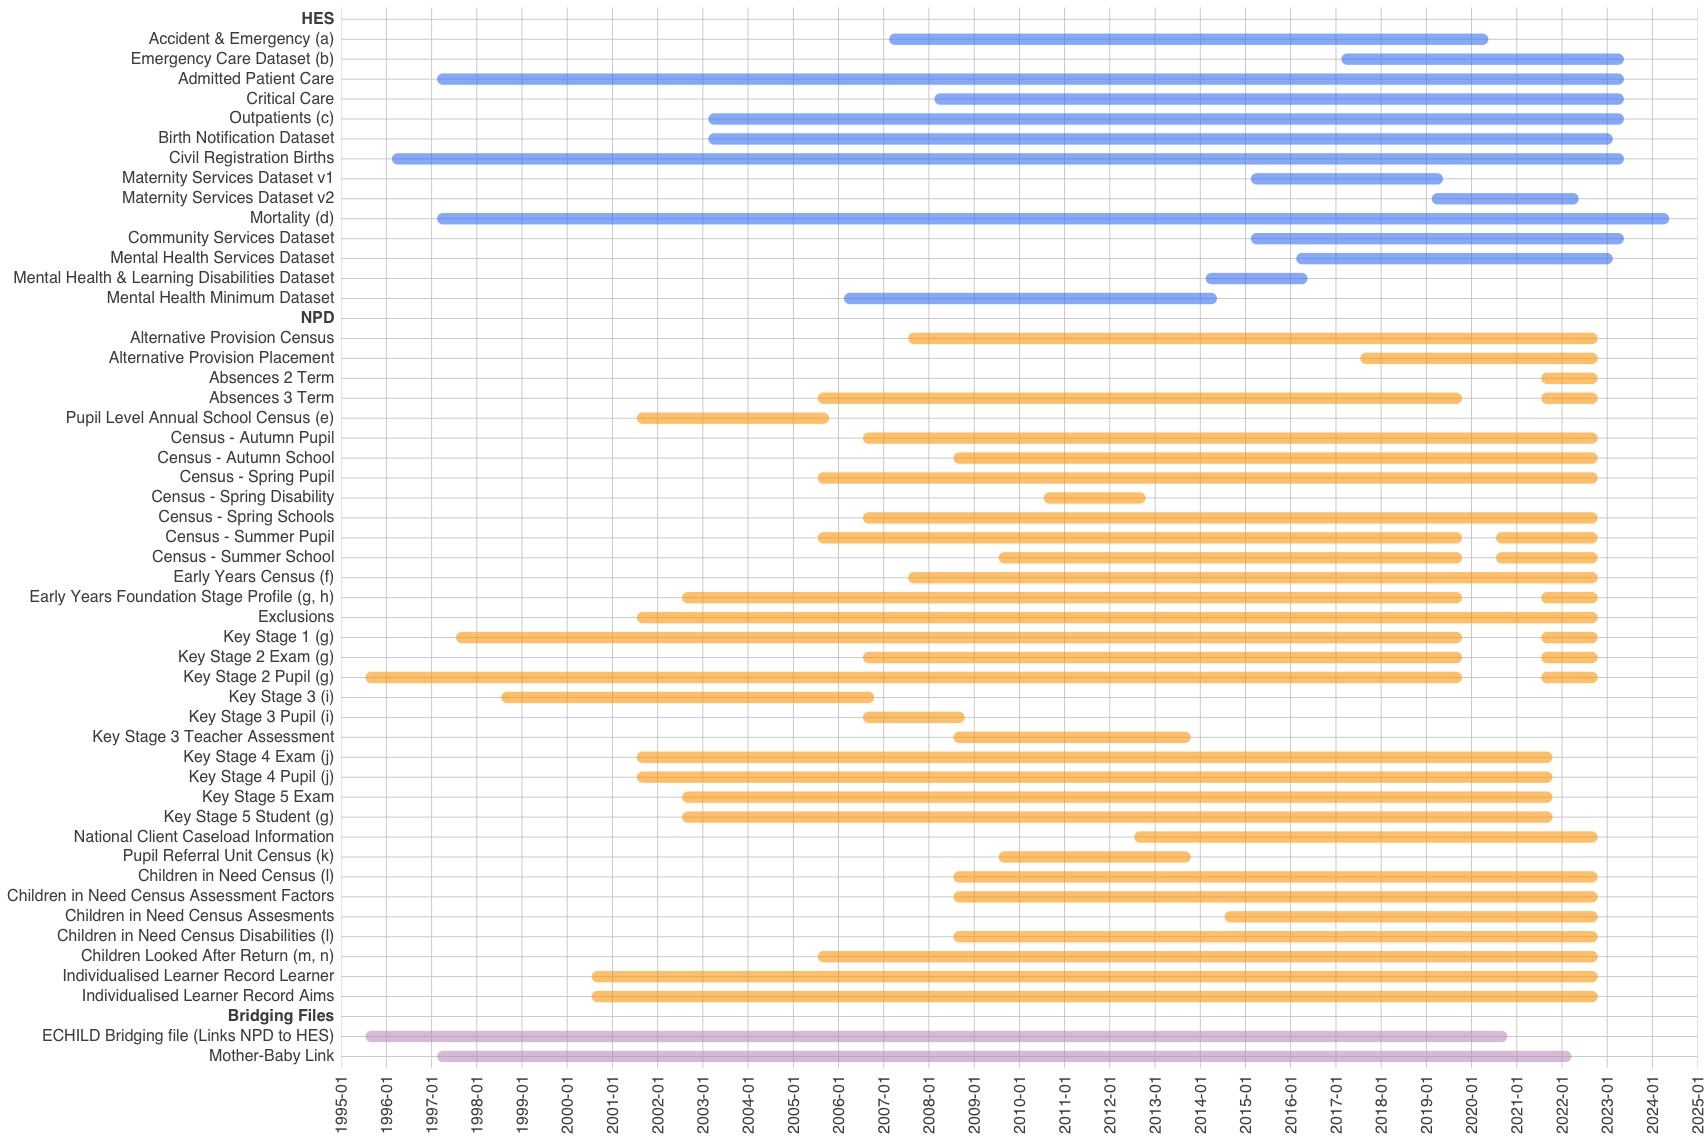 HES
Accident & Emergency (a)
Emergency Care Dataset (b)
Admitted Patient Care
Critical Care
Outpatients (c)
Birth Notification Dataset
Civil Registration Births
Maternity Services Dataset v1
Maternity Services Dataset v2
Mortality (d)
Community Services Dataset
Mental Health Services Dataset
Mental Health & Learning Disabilities Dataset
Mental Health Minimum Dataset
NPD
Alternative Provision Census
Alternative Provision Placement
Absences 2 Term
Absences 3 Term
Pupil Level Annual School Census (e)
Census - Autumn Pupil
Census - Autumn School
Census - Spring Pupil
Census - Spring Disability
Census - Spring Schools
Census - Summer Pupil
Census - Summer School
Early Years Census (f)
Early Years Foundation Stage Profile (g, h)
Exclusions
Key Stage 1 (g)
Key Stage 2 Exam (g)
Key Stage 2 Pupil (g)
Key Stage 3 (i)
Key Stage 3 Pupil (i)
Key Stage 3 Teacher Assessment
Key Stage 4 Exam (j)
Key Stage 4 Pupil (j)
Key Stage 5 Exam
Key Stage 5 Student (g)
National Client Caseload Information
Pupil Referral Unit Census (k)
Children in Need Census (l)
Children in Need Census Assessment Factors
Children in Need Census Assesments
Children in Need Census Disabilities (l)
Children Looked After Return (m, n)
Individualised Learner Record Learner
Individualised Learner Record Aims
Bridging Files
ECHILD Bridging file (Links NPD to HES)
Mother-Baby Link
1995-01
1996-01
1997-01
1998-01
1999-01
2000-01
2001-01
2002-01
2003-01
2004-01
2005-01
2006-01
2007-01
2008-01
2009-01
2010-01
2011-01
2012-01
2013-01
2014-01
2015-01
2016-01
2017-01
2018-01
2019-01
2020-01
2021-01
2022-01
2023-01
2024-01
2025-01